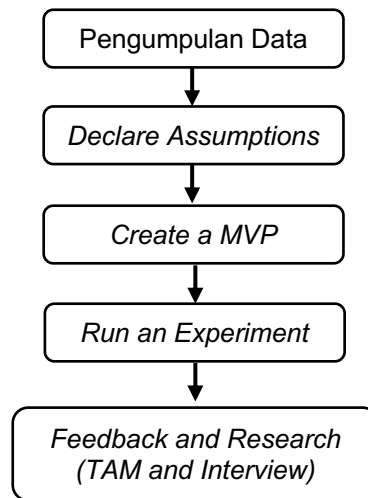 Pengumpulan Data
Declare Assumptions
Create a MVP
Run an Experiment
Feedback and Research
(TAM and Interview)